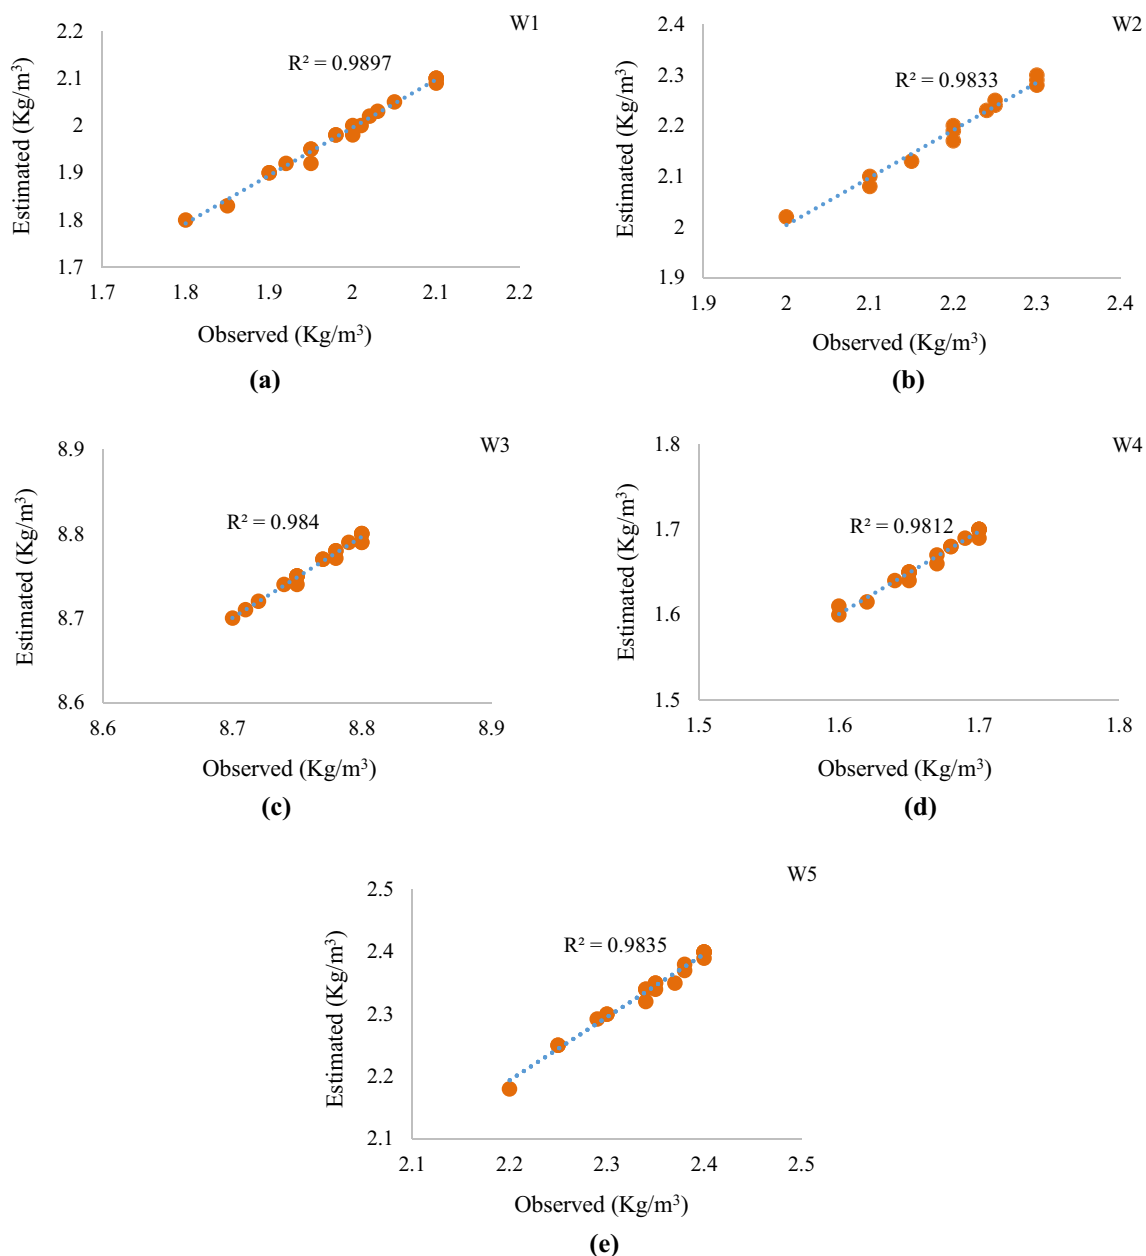 W1
R² = 0.9897
Estimated (Kg/m³)
2.2
2.1
2
1.9
1.8
1.7
1.7 1.8 1.9 2 2.1 2.2
Observed (Kg/m³)
(a)
W2
R² = 0.9833
Estimated (Kg/m³)
2.4
2.3
2.2
2.1
2
1.9
1.9 2 2.1 2.2 2.3 2.4
Observed (Kg/m³)
(b)
W3
R² = 0.984
Estimated (Kg/m³)
8.9
8.8
8.7
8.6
8.6 8.7 8.8 8.9
Observed (Kg/m³)
(c)
W4
R² = 0.9812
Estimated (Kg/m³)
1.8
1.7
1.6
1.5
1.5 1.6 1.7 1.8
Observed (Kg/m³)
(d)
W5
R² = 0.9835
Estimated (Kg/m³)
2.5
2.4
2.3
2.2
2.1
2.1 2.2 2.3 2.4 2.5
Observed (Kg/m³)
(e)